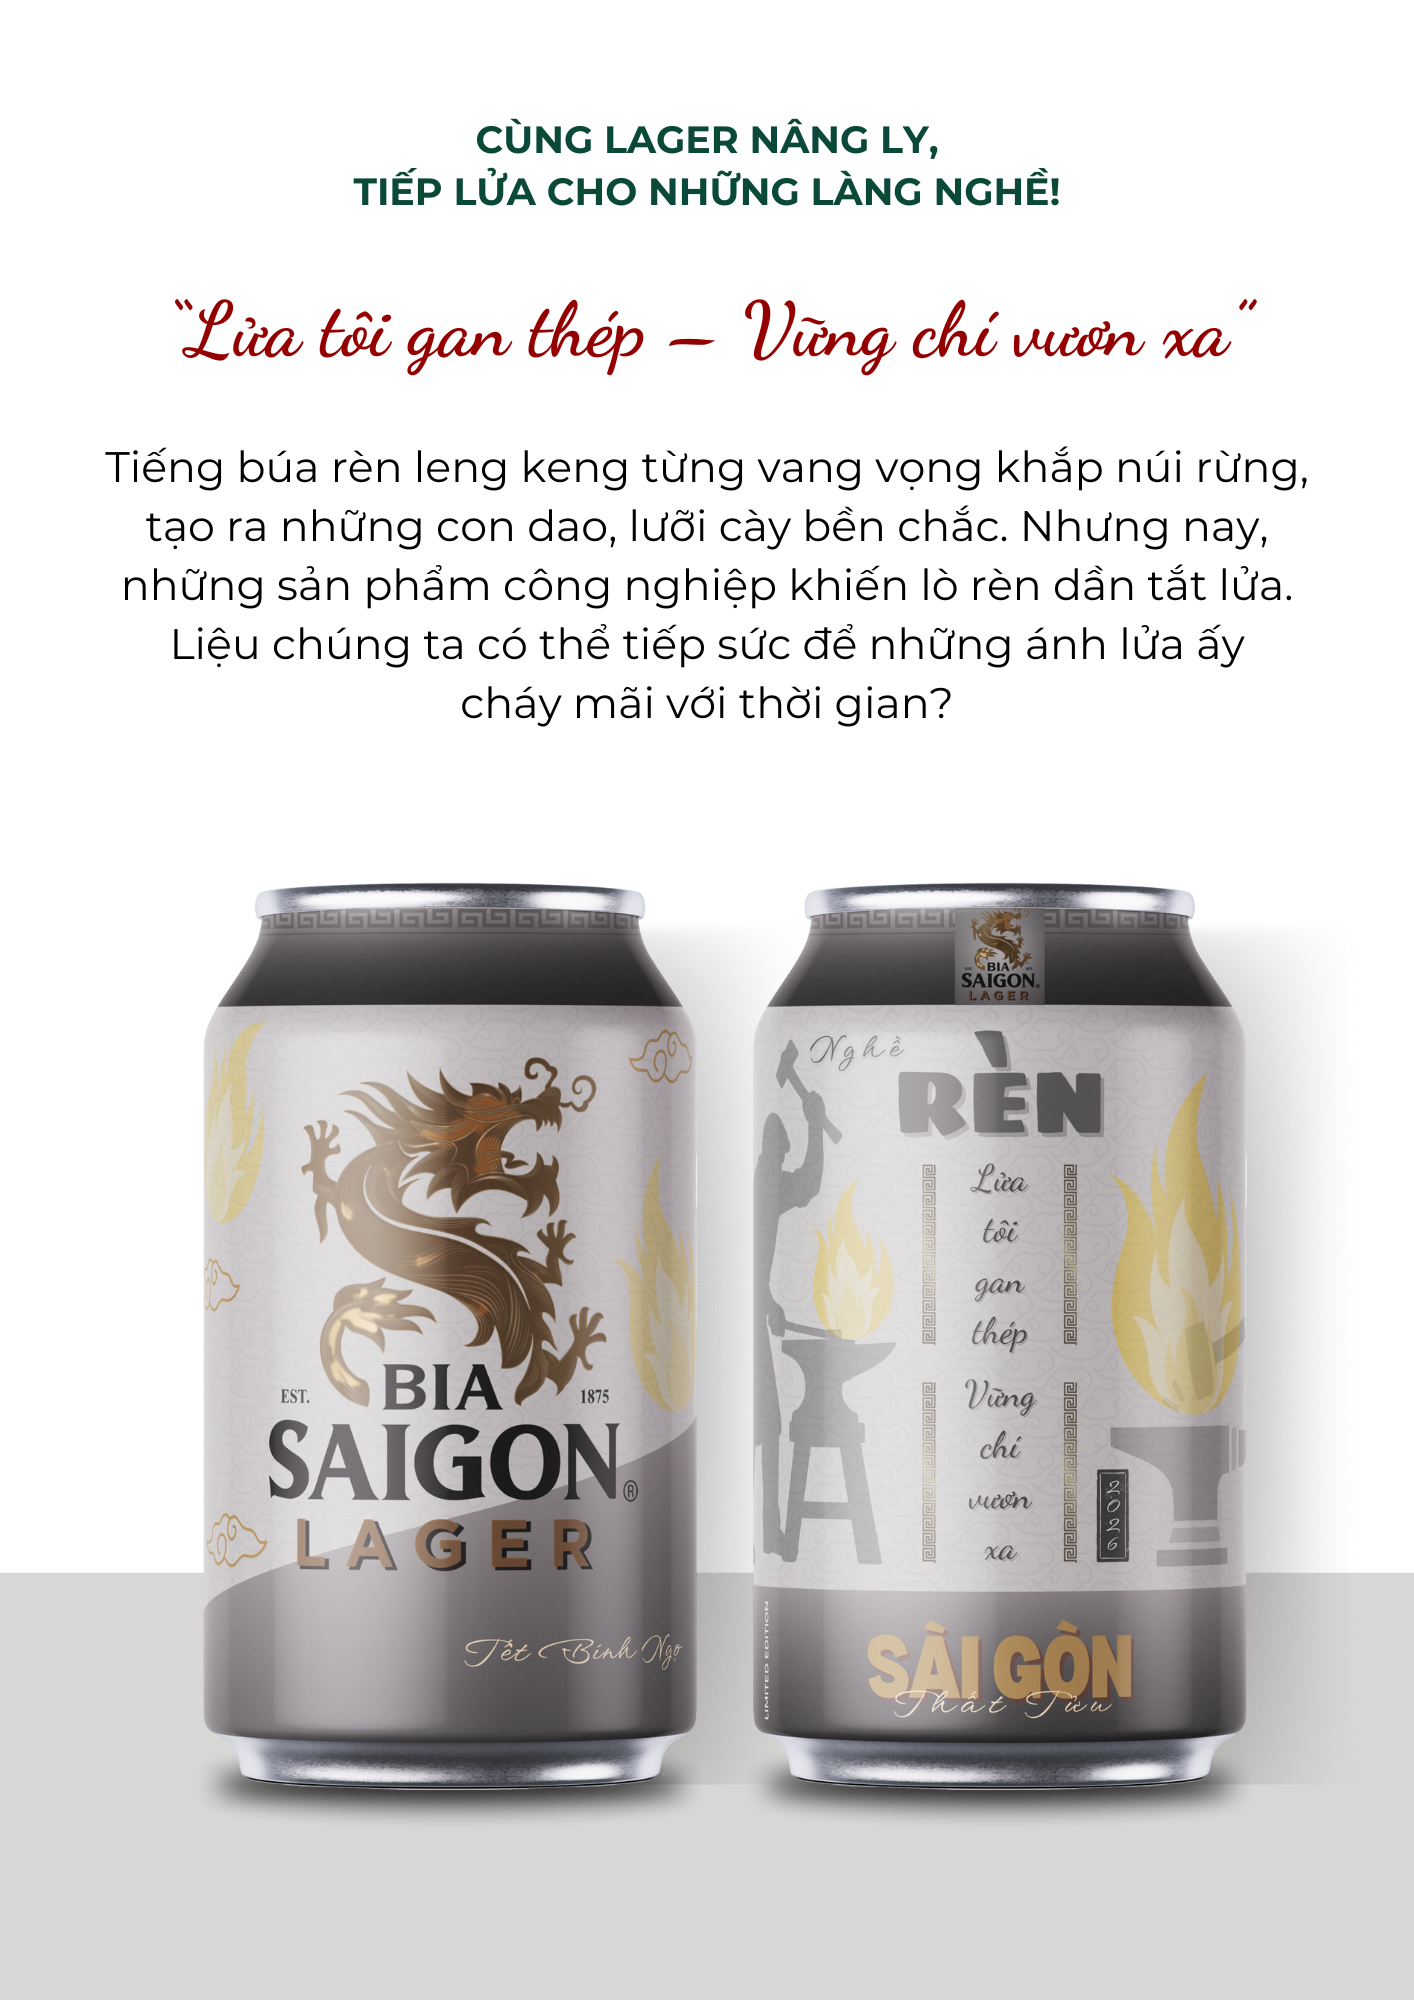 CÙNG LAGER NÂNG LY,
TIẾP LỬA CHO NHỮNG LÀNG NGHỀ!
“Lửa tôi gan thép – Vững chí vươn xa”
Tiếng búa rèn leng keng từng vang vọng khắp núi rừng,
tạo ra những con dao, lưỡi cày bền chắc. Nhưng nay,
những sản phẩm công nghiệp khiến lò rèn dần tắt lửa.
Liệu chúng ta có thể tiếp sức để những ánh lửa ấy
cháy mãi với thời gian?
EST. BIA 1875
SAIGON®
LAGER
Tết Bính Ngọ
BIA
SAIGON®
LAGER
Nghề
RÈN
Lửa
tôi
gan
thép
Vững
chí
vươn
xa
2026
LIMITED EDITION
SÀI GÒN
Thất Tửu